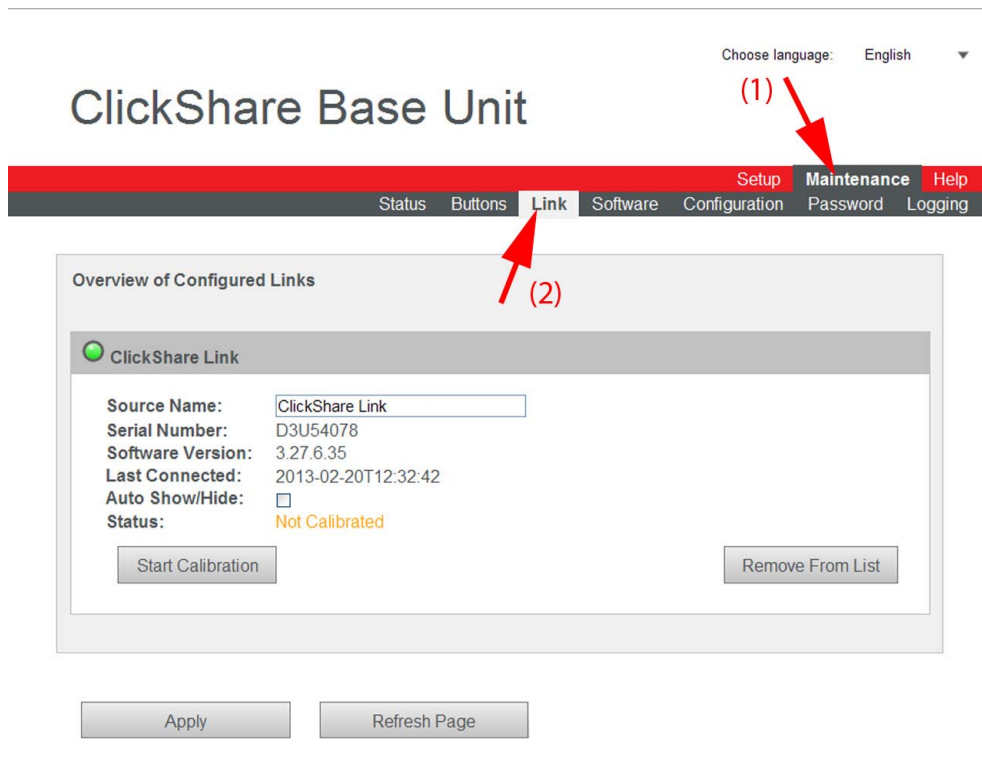 Choose language: English
(1)
ClickShare Base Unit
Setup Maintenance Help
Status Buttons Link Software Configuration Password Logging
(2)
Overview of Configured Links
ClickShare Link
Source Name: ClickShare Link
Serial Number: D3U54078
Software Version: 3.27.6.35
Last Connected: 2013-02-20T12:32:42
Auto Show/Hide:
Status: Not Calibrated
Start Calibration Remove From List
Apply Refresh Page